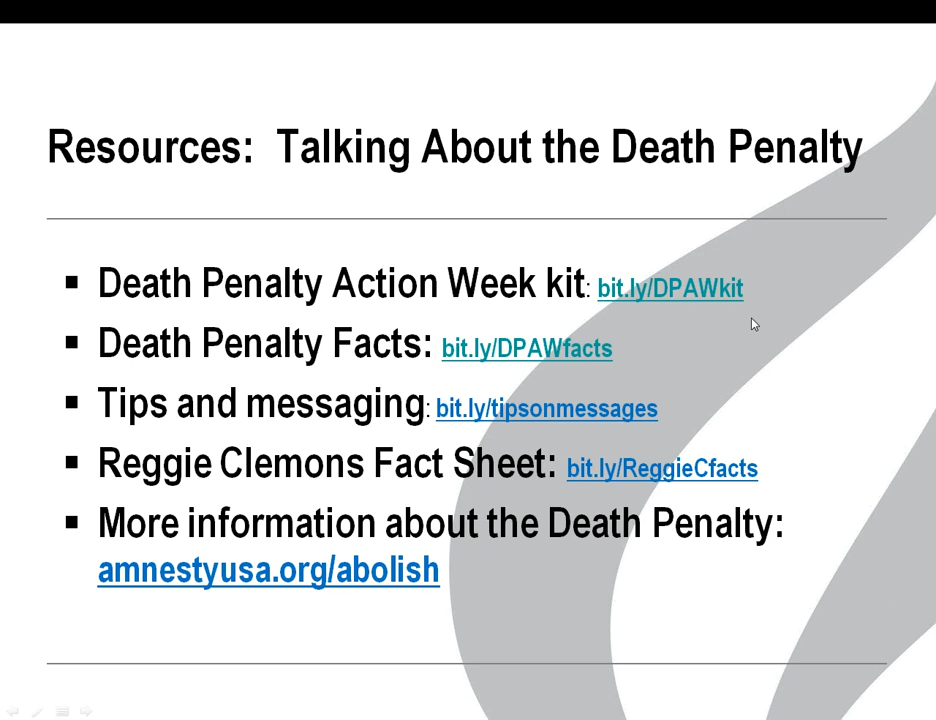 Resources:  Talking About the Death Penalty
▪ Death Penalty Action Week kit: bit.ly/DPAWkit
▪ Death Penalty Facts: bit.ly/DPAWfacts
▪ Tips and messaging: bit.ly/tipsonmessages
▪ Reggie Clemons Fact Sheet: bit.ly/ReggieCfacts
▪ More information about the Death Penalty:
amnestyusa.org/abolish